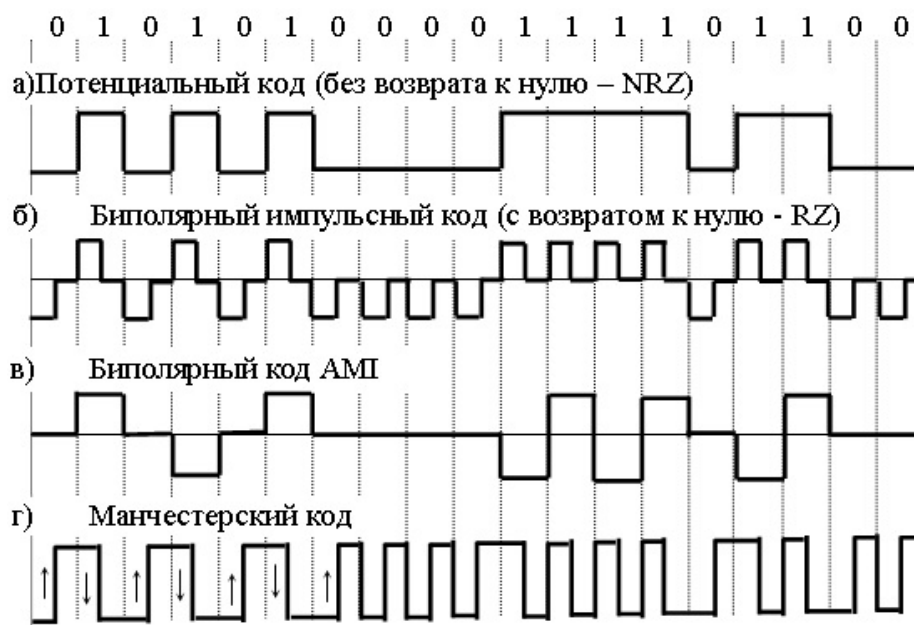 0 1 0 1 0 1 0 0 0 0 1 1 1 1 0 1 1 0 0
а)Потенциальный код (без возврата к нулю – NRZ)
б) Биполярный импульсный код (с возвратом к нулю - RZ)
в) Биполярный код AMI
г) Манчестерский код